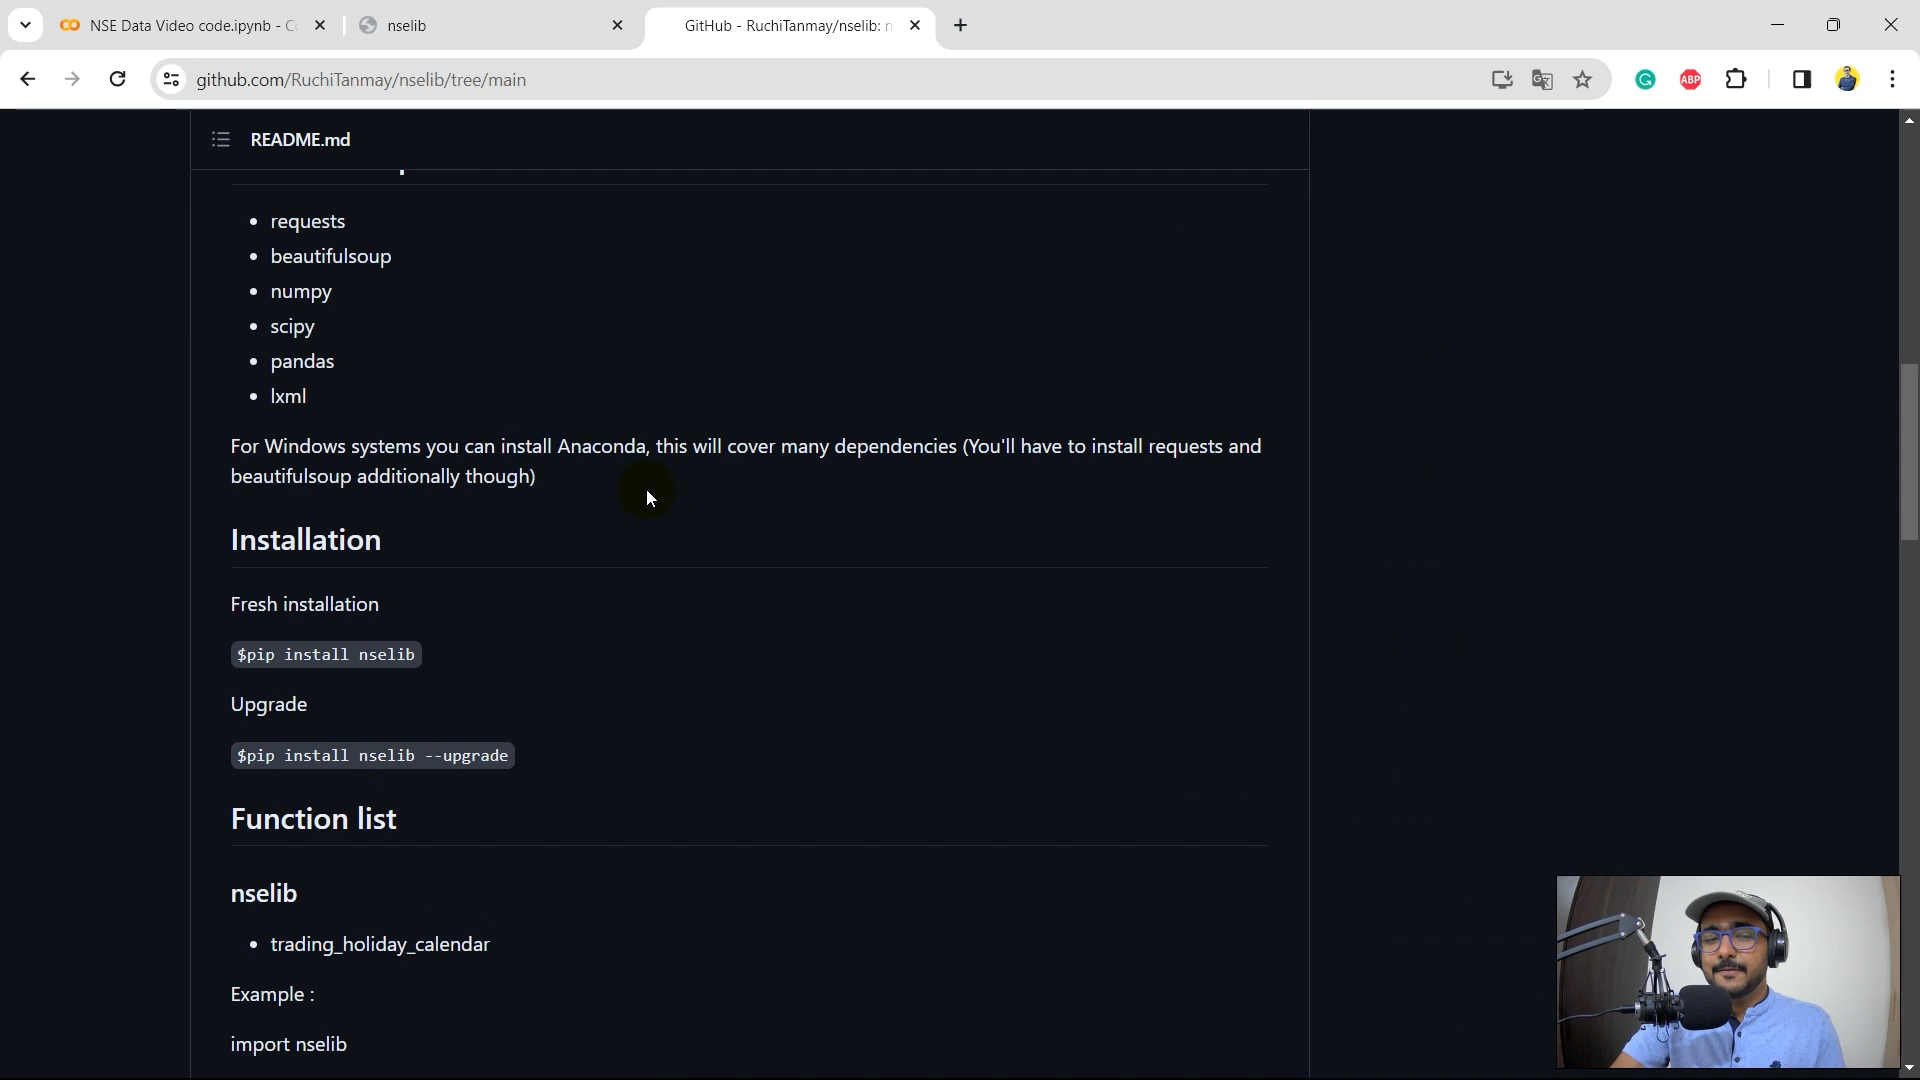 NSE Data Video code.ipynb - C
nselib
GitHub - RuchiTanmay/nselib: n
github.com/RuchiTanmay/nselib/tree/main
ABP
README.md
requests
beautifulsoup
numpy
scipy
pandas
lxml
For Windows systems you can install Anaconda, this will cover many dependencies (You'll have to install requests and
beautifulsoup additionally though)
Installation
Fresh installation
$pip install nselib
Upgrade
$pip install nselib --upgrade
Function list
nselib
trading_holiday_calendar
Example :
import nselib